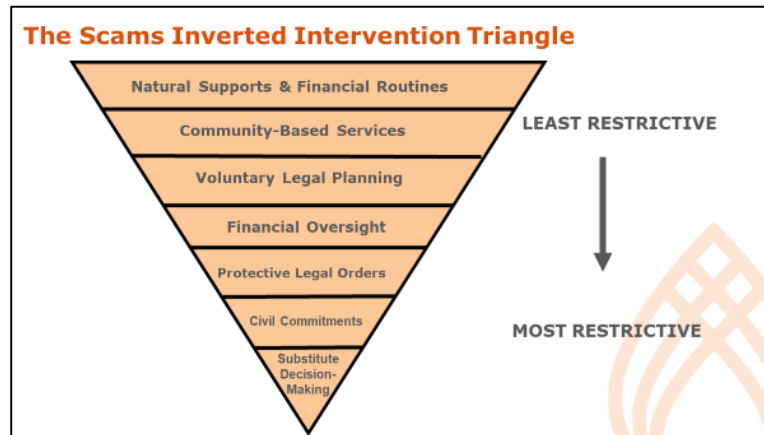 The Scams Inverted Intervention Triangle
Natural Supports & Financial Routines
Community-Based Services
LEAST RESTRICTIVE
Voluntary Legal Planning
Financial Oversight
Protective Legal Orders
Civil Commitments
MOST RESTRICTIVE
Substitute
Decision-
Making